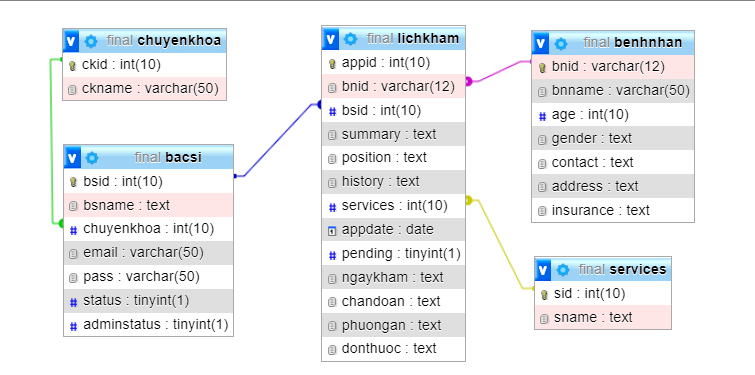 final chuyenkhoa
ckid : int(10)
ckname : varchar(50)
final bacsi
bsid : int(10)
bsname : text
chuyenkhoa : int(10)
email : varchar(50)
pass : varchar(50)
status : tinyint(1)
adminstatus : tinyint(1)
final lichkham
appid : int(10)
bnid : varchar(12)
bsid : int(10)
summary : text
position : text
history : text
services : int(10)
appdate : date
pending : tinyint(1)
ngaykham : text
chandoan : text
phuongan : text
donthuoc : text
final benhnhan
bnid : varchar(12)
bnname : varchar(50)
age : int(10)
gender : text
contact : text
address : text
insurance : text
final services
sid : int(10)
sname : text